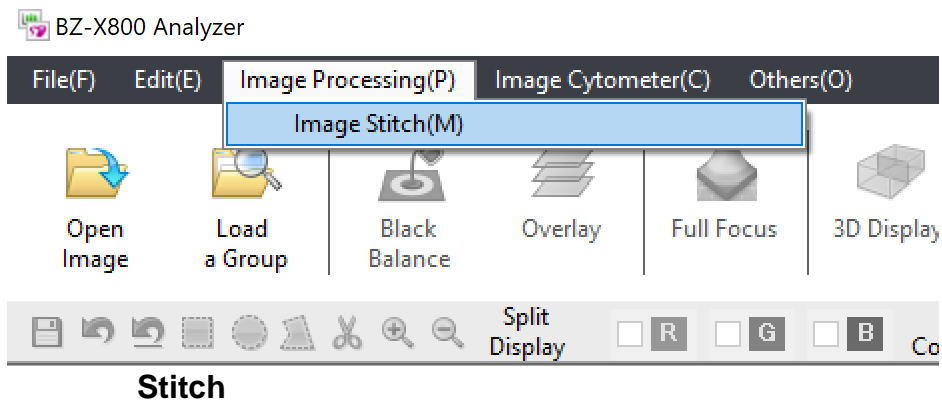 BZ-X800 Analyzer
File(F) Edit(E) Image Processing(P) Image Cytometer(C) Others(O)
Image Stitch(M)
Open
Image
Load
a Group
Black
Balance
Overlay
Full Focus
3D Display
Split
Display
R
G
B
Co
Stitch